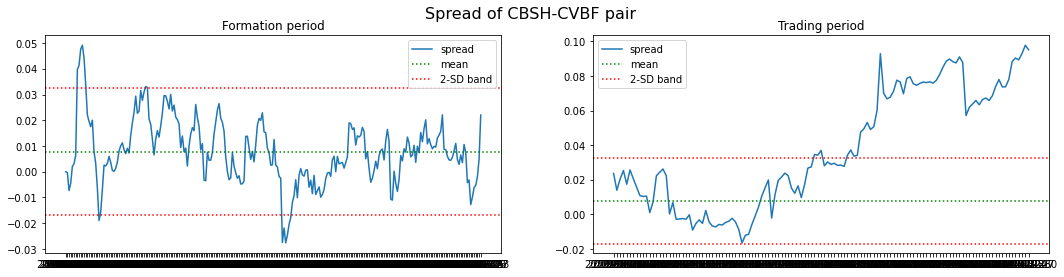 Spread of CBSH-CVBF pair
Formation period
0.05
0.04
0.03
0.02
0.01
0.00
−0.01
−0.02
−0.03
spread
mean
2-SD band
Trading period
0.10
0.08
0.06
0.04
0.02
0.00
−0.02
spread
mean
2-SD band